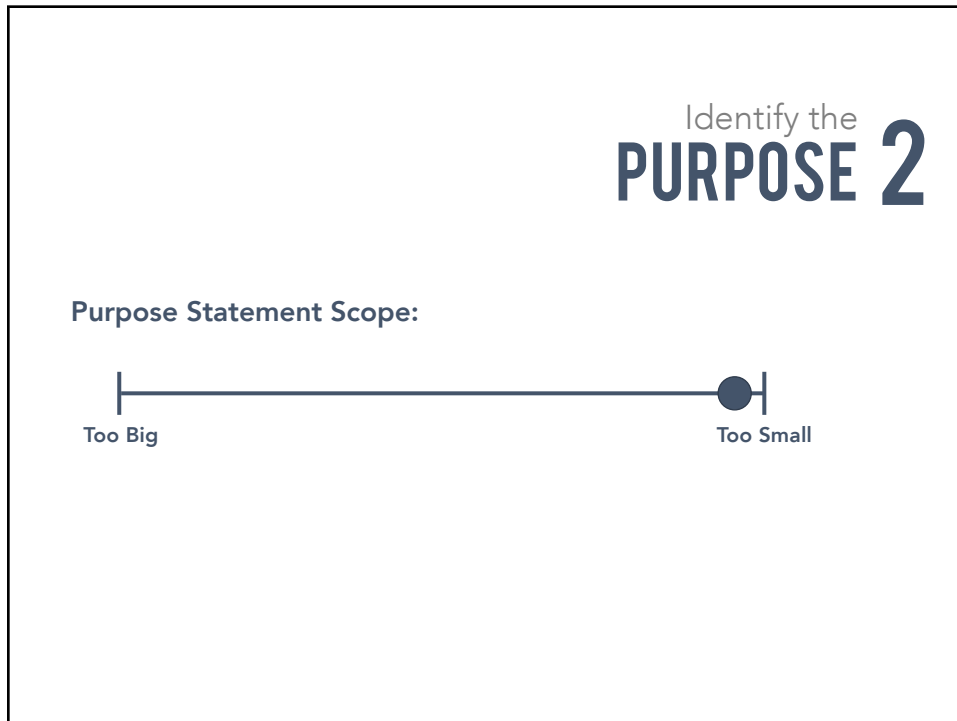 Identify the
PURPOSE 2
Purpose Statement Scope:
Too Big
Too Small